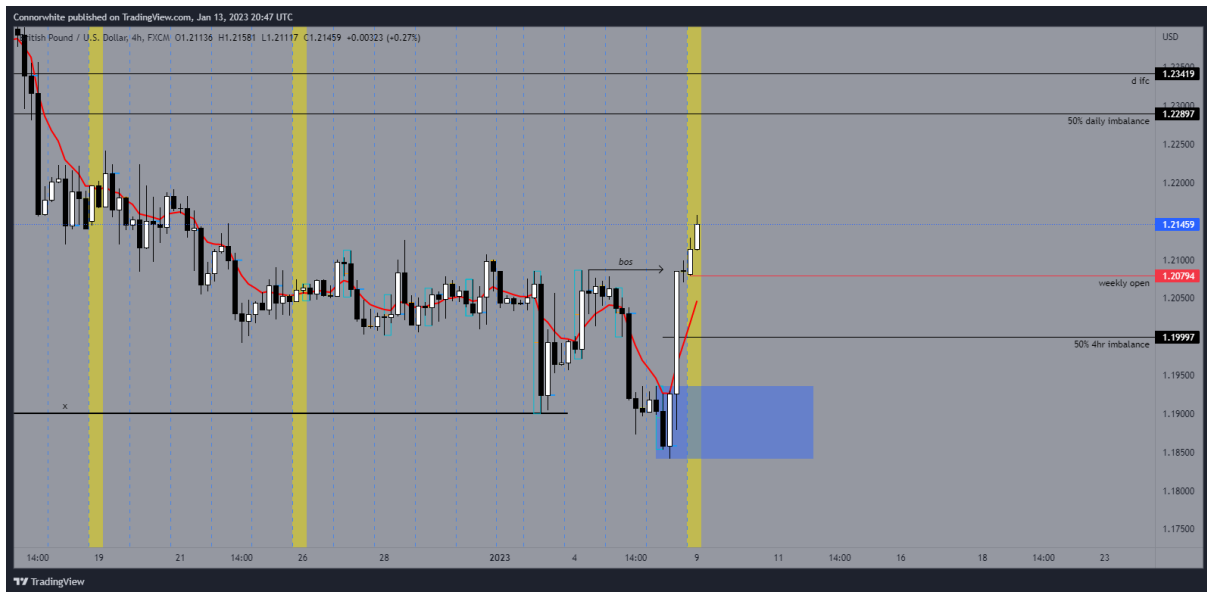 Connorwhite published on TradingView.com, Jan 13, 2023 20:47 UTC
British Pound / U.S. Dollar, 4h, FXCM O1.21136 H1.21581 L1.21117 C1.21459 +0.00323 (+0.27%)
USD
1.23500
1.23419
d ifc
1.23000
1.22897
50% daily imbalance
1.22500
1.22000
1.21459
1.21000
bos
1.20794
weekly open
1.20500
1.19997
50% 4hr imbalance
1.19500
x
1.19000
1.18500
1.18000
1.17500
14:00 19 21 14:00 26 28 2023 4 14:00 9 11 14:00 16 18 14:00 23
TradingView